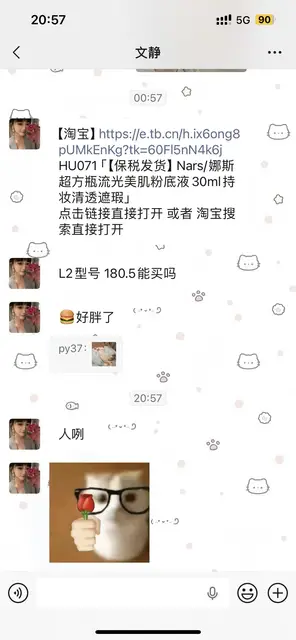 20:57
5G 90
文静
00:57
【淘宝】https://e.tb.cn/h.ix6ong8
pUMkEnKg?tk=60Fl5nN4k6j
HU071「【保税发货】Nars/娜斯
超方瓶流光美肌粉底液 30ml持
妆清透遮瑕」
点击链接直接打开 或者 淘宝搜
索直接打开
L2型号 180.5能买吗
🍔好胖了
py37:
20:57
人咧